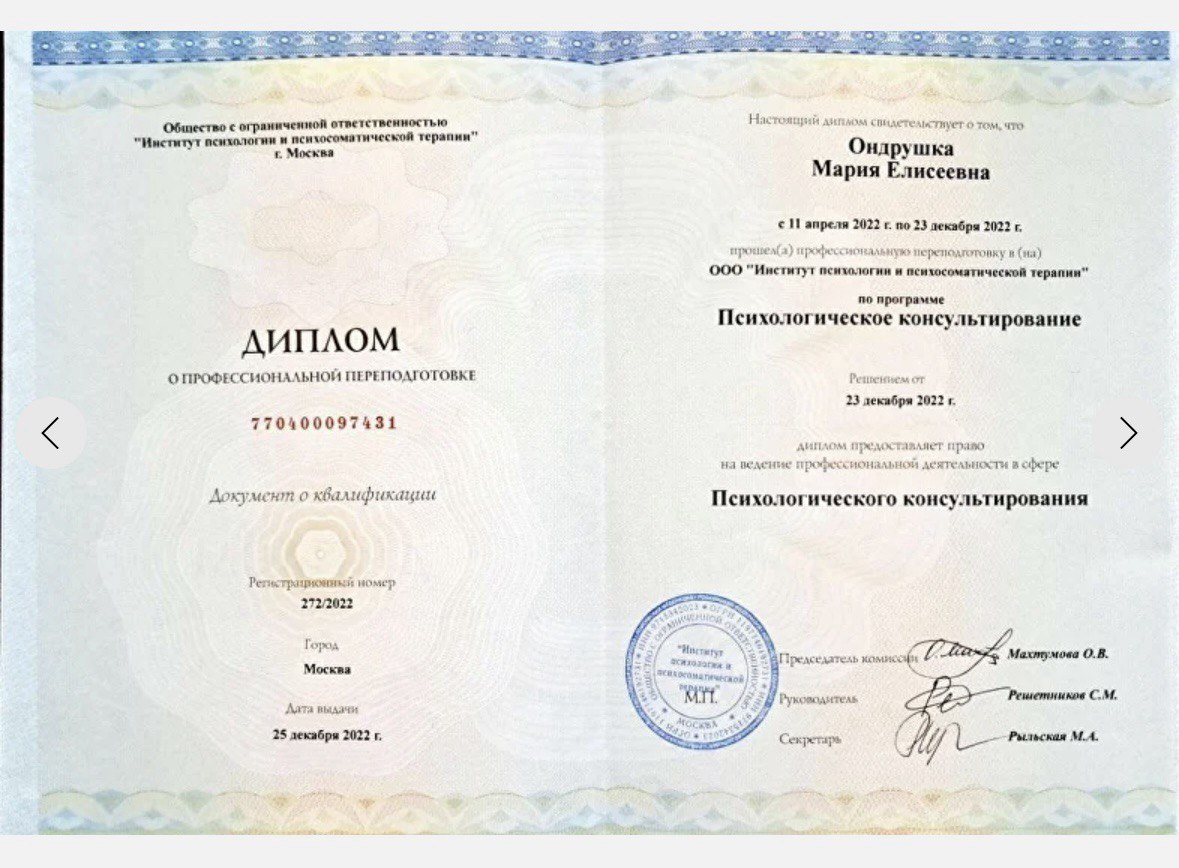 Общество с ограниченной ответственностью
"Институт психологии и психосоматической терапии"
г. Москва
ДИПЛОМ
О ПРОФЕССИОНАЛЬНОЙ ПЕРЕПОДГОТОВКЕ
770400097431
Документ о квалификации
Регистрационный номер
272/2022
Город
Москва
Дата выдачи
25 декабря 2022 г.
Настоящий диплом свидетельствует о том, что
Ондрушка
Мария Елисеевна
с 11 апреля 2022 г. по 23 декабря 2022 г.
прошел(а) профессиональную переподготовку в (на)
ООО "Институт психологии и психосоматической терапии"
по программе
Психологическое консультирование
Решением от
23 декабря 2022 г.
диплом предоставляет право
на ведение профессиональной деятельности в сфере
Психологического консультирования
"Институт
психологии и
психосоматической
терапии"
М.П.
МОСКВА
ОБЩЕСТВО С ОГРАНИЧЕННОЙ ОТВЕТСТВЕННОСТЬЮ
Председатель комиссии Махтумова О.В.
Руководитель Решетников С.М.
Секретарь Рыльская М.А.